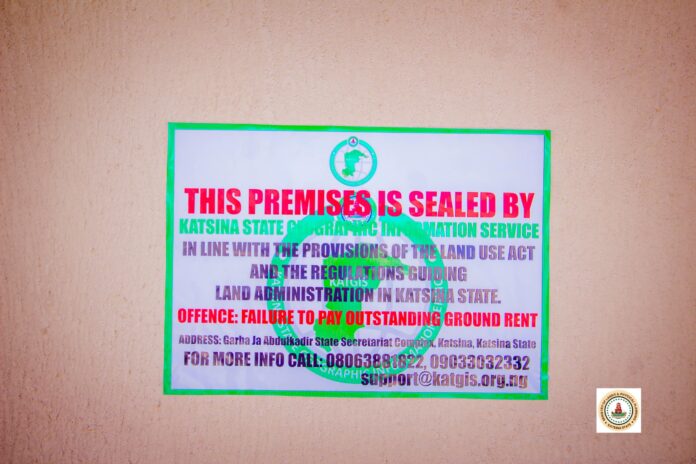 THIS PREMISES IS SEALED BY
KATSINA STATE GEOGRAPHIC INFORMATION SERVICE
IN LINE WITH THE PROVISIONS OF THE LAND USE ACT
AND THE REGULATIONS GUIDING
LAND ADMINISTRATION IN KATSINA STATE.
OFFENCE: FAILURE TO PAY OUTSTANDING GROUND RENT
ADDRESS: Garba Ja Abdulkadir State Secretariat Complex, Katsina, Katsina State
FOR MORE INFO CALL: 09033032332
support@katgis.org.ng
KATGIS